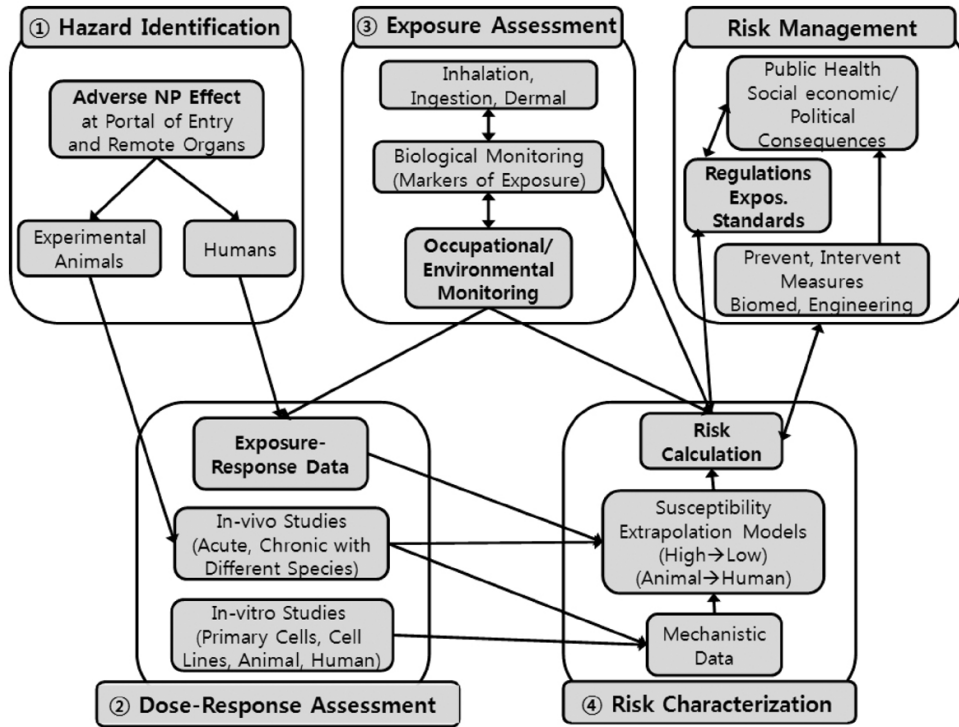 ① Hazard Identification
Adverse NP Effect
at Portal of Entry
and Remote Organs
Experimental
Animals
Humans
③ Exposure Assessment
Inhalation,
Ingestion, Dermal
Biological Monitoring
(Markers of Exposure)
Occupational/
Environmental
Monitoring
Risk Management
Public Health
Social economic/
Political
Consequences
Regulations
Expos.
Standards
Prevent, Intervent
Measures
Biomed, Engineering
Exposure-
Response Data
In-vivo Studies
(Acute, Chronic with
Different Species)
In-vitro Studies
(Primary Cells, Cell
Lines, Animal, Human)
② Dose-Response Assessment
Risk
Calculation
Susceptibility
Extrapolation Models
(High→Low)
(Animal→Human)
Mechanistic
Data
④ Risk Characterization